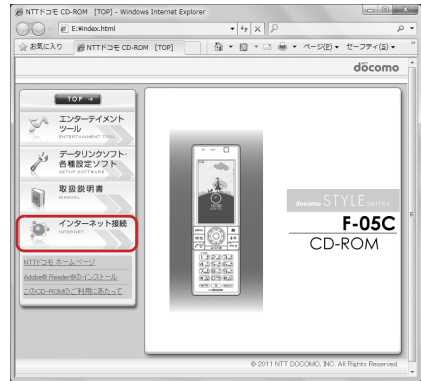 NTTドコモ CD-ROM [TOP] - Windows Internet Explorer
E:¥index.html
お気に入り NTTドコモ CD-ROM [TOP] ページ(P) セーフティ(S)
döcomo
TOP
エンターテイメント
ツール
ENTERTAINMENT TOOL
データリンクソフト・
各種設定ソフト
SETUP SOFTWARE
取扱説明書
MANUAL
インターネット接続
INTERNET
NTTドコモ ホームページ
Adobe® Reader®のインストール
このCD-ROMのご利用にあたって
docomo STYLE series
F-05C
CD-ROM
© 2011 NTT DOCOMO, INC. All Rights Reserved.